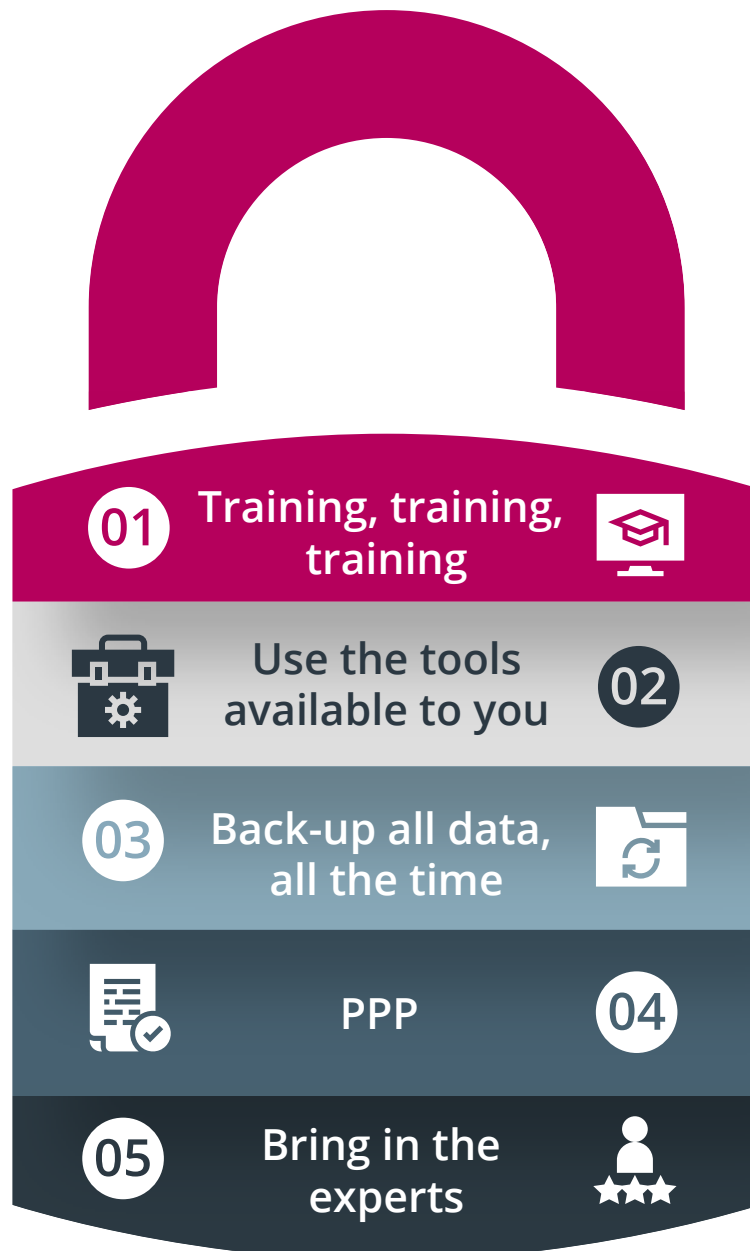 01
Training, training,
training
Use the tools
available to you
02
03
Back-up all data,
all the time
PPP
04
05
Bring in the
experts